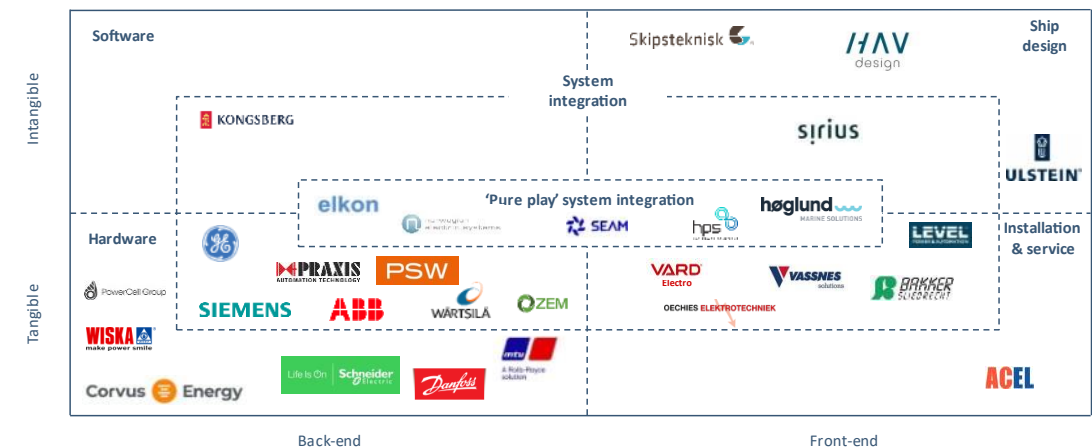 Software
Skipsteknisk
HAV
design
Ship
design
System
integration
Intangible
KONGSBERG
sirius
ULSTEIN
'Pure play' system integration
elkon
SEAM
hps
høglund
MARINE SOLUTIONS
LEVEL
Hardware
Installation
& service
GE
PRAXIS
AUTOMATION TECHNOLOGY
PSW
VARD
Electro
VASSNES
solutions
BAKKER
SLIEDRECHT
PowerCell Group
SIEMENS
ABB
WÄRTSILÄ
OZEM
OECHIES ELEKTROTECHNIEK
Tangible
WISKA
make power smile
mtu
A Rolls-Royce
solution
Life Is On Schneider
Electric
Danfoss
Corvus Energy
ACEL
Back-end
Front-end